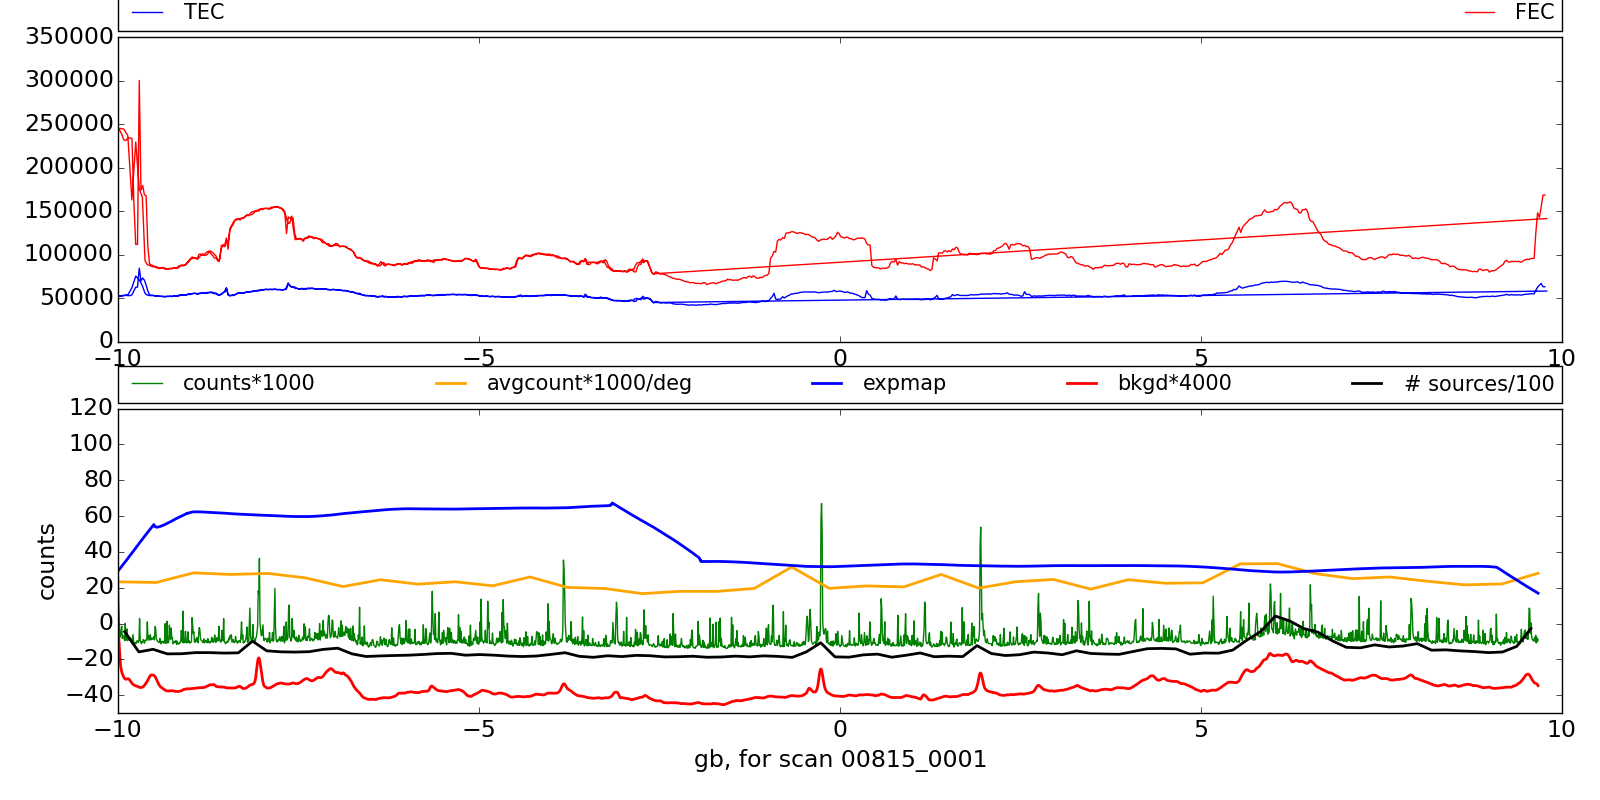 TEC FEC
350000
300000
250000
200000
150000
100000
50000
0
−10 −5 0 5 10
counts*1000 avgcount*1000/deg expmap bkgd*4000 # sources/100
120
100
80
60
40
20
0
−20
−40
counts
−10 −5 0 5 10
gb, for scan 00815_0001